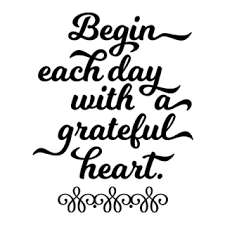 Begin
each day
with a
grateful
heart.